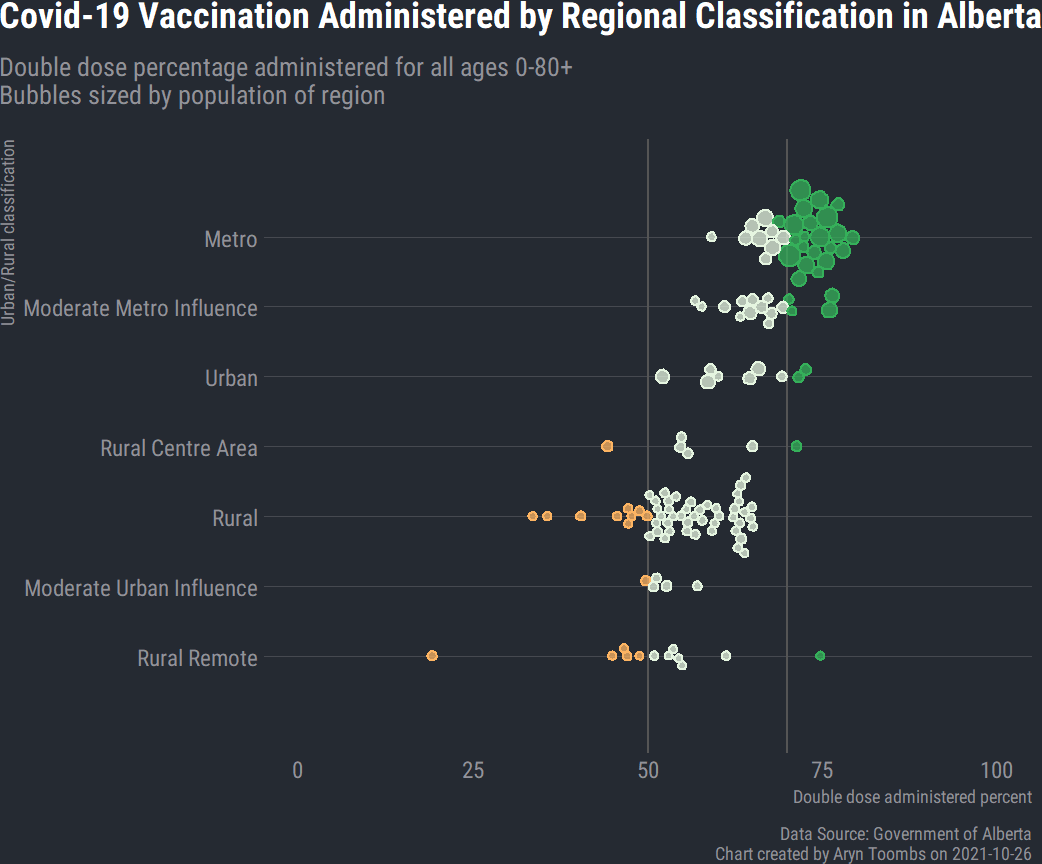 Covid-19 Vaccination Administered by Regional Classification in Alberta
Double dose percentage administered for all ages 0-80+
Bubbles sized by population of region
Urban/Rural classification
Metro
Moderate Metro Influence
Urban
Rural Centre Area
Rural
Moderate Urban Influence
Rural Remote
0 25 50 75 100
Double dose administered percent
Data Source: Government of Alberta
Chart created by Aryn Toombs on 2021-10-26